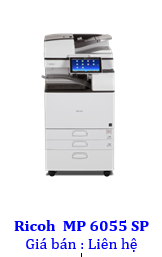 Ricoh MP 6055 SP
Giá bán : Liên hệ